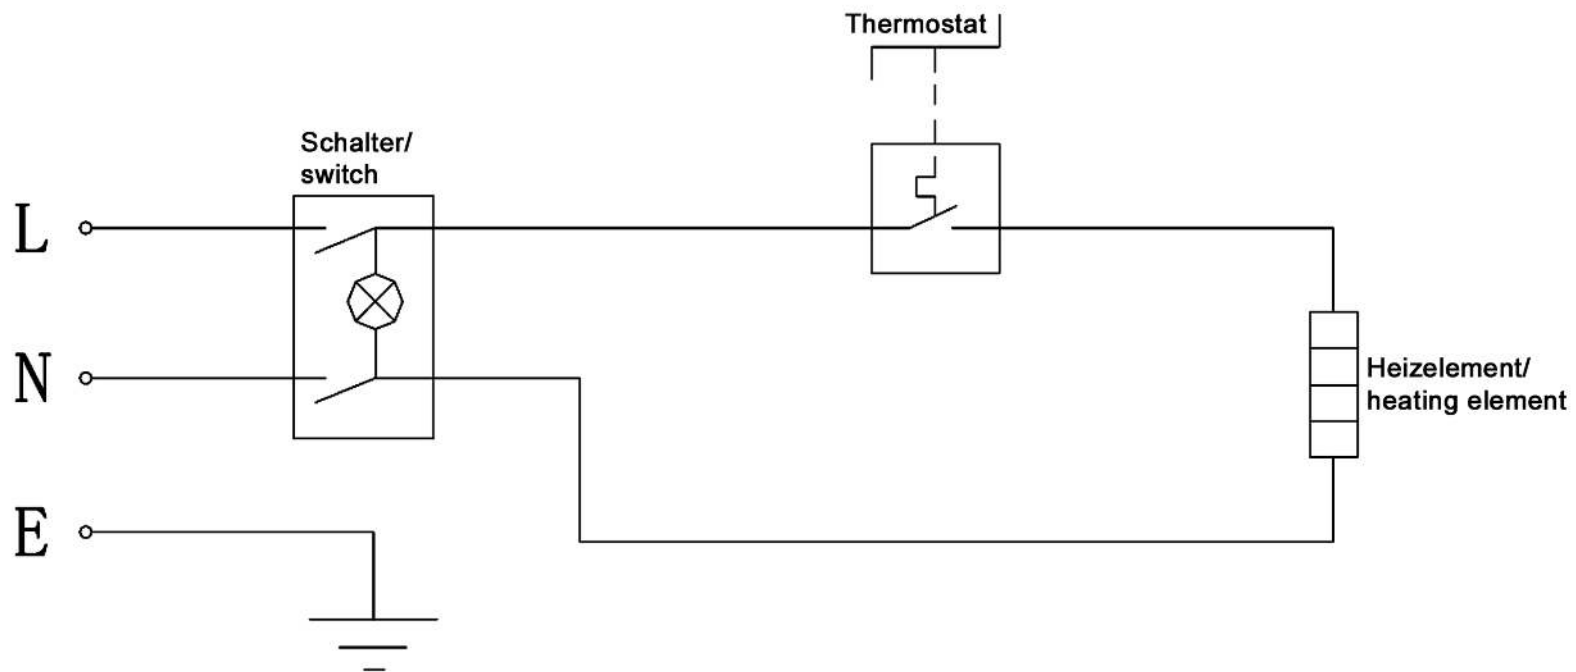 Thermostat
Schalter/
switch
L
N
Heizelement/
heating element
E